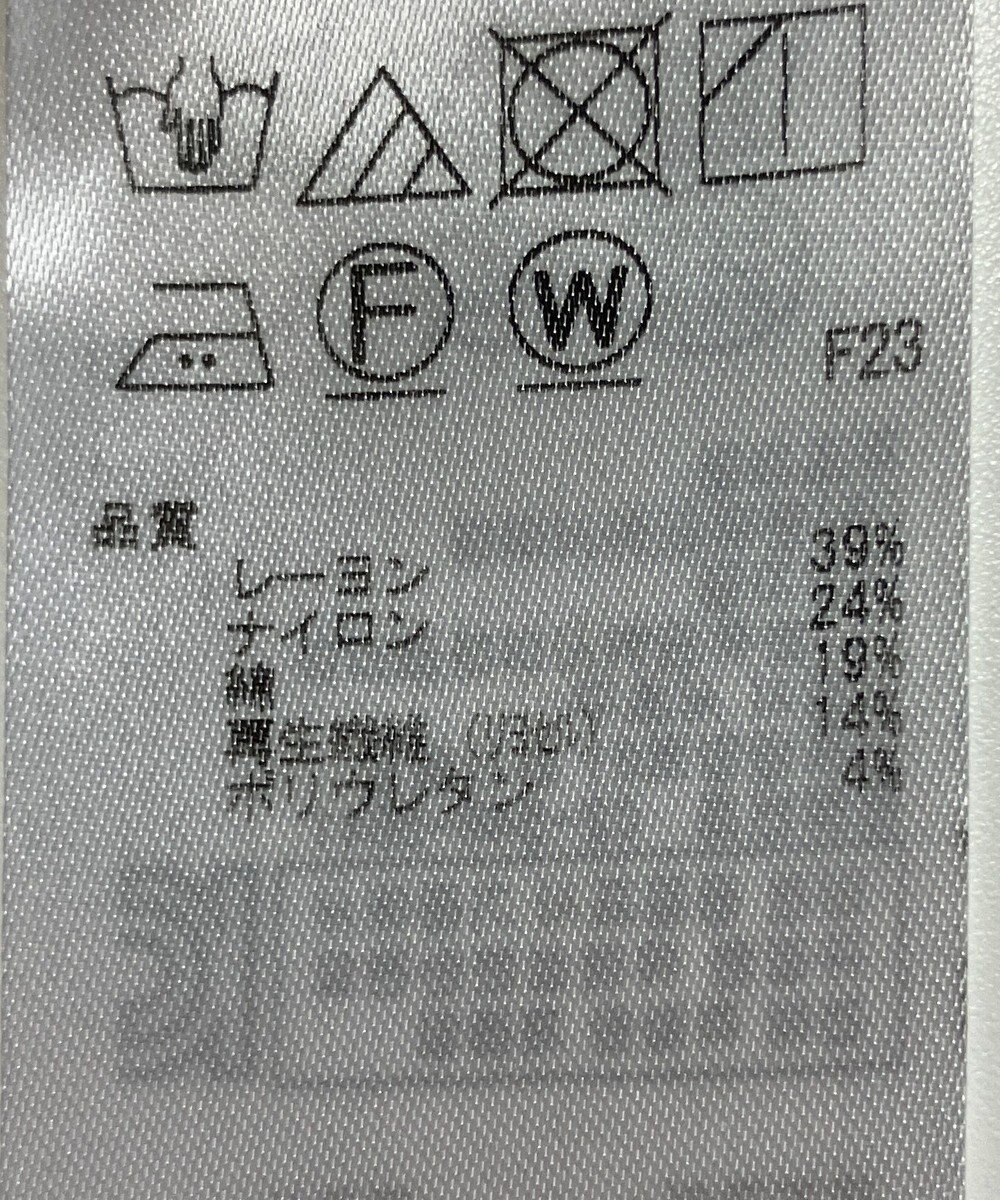 F W
F23
品質
レーヨン 39%
ナイロン 24%
綿 19%
再生繊維（リヨセル） 14%
ポリウレタン 4%